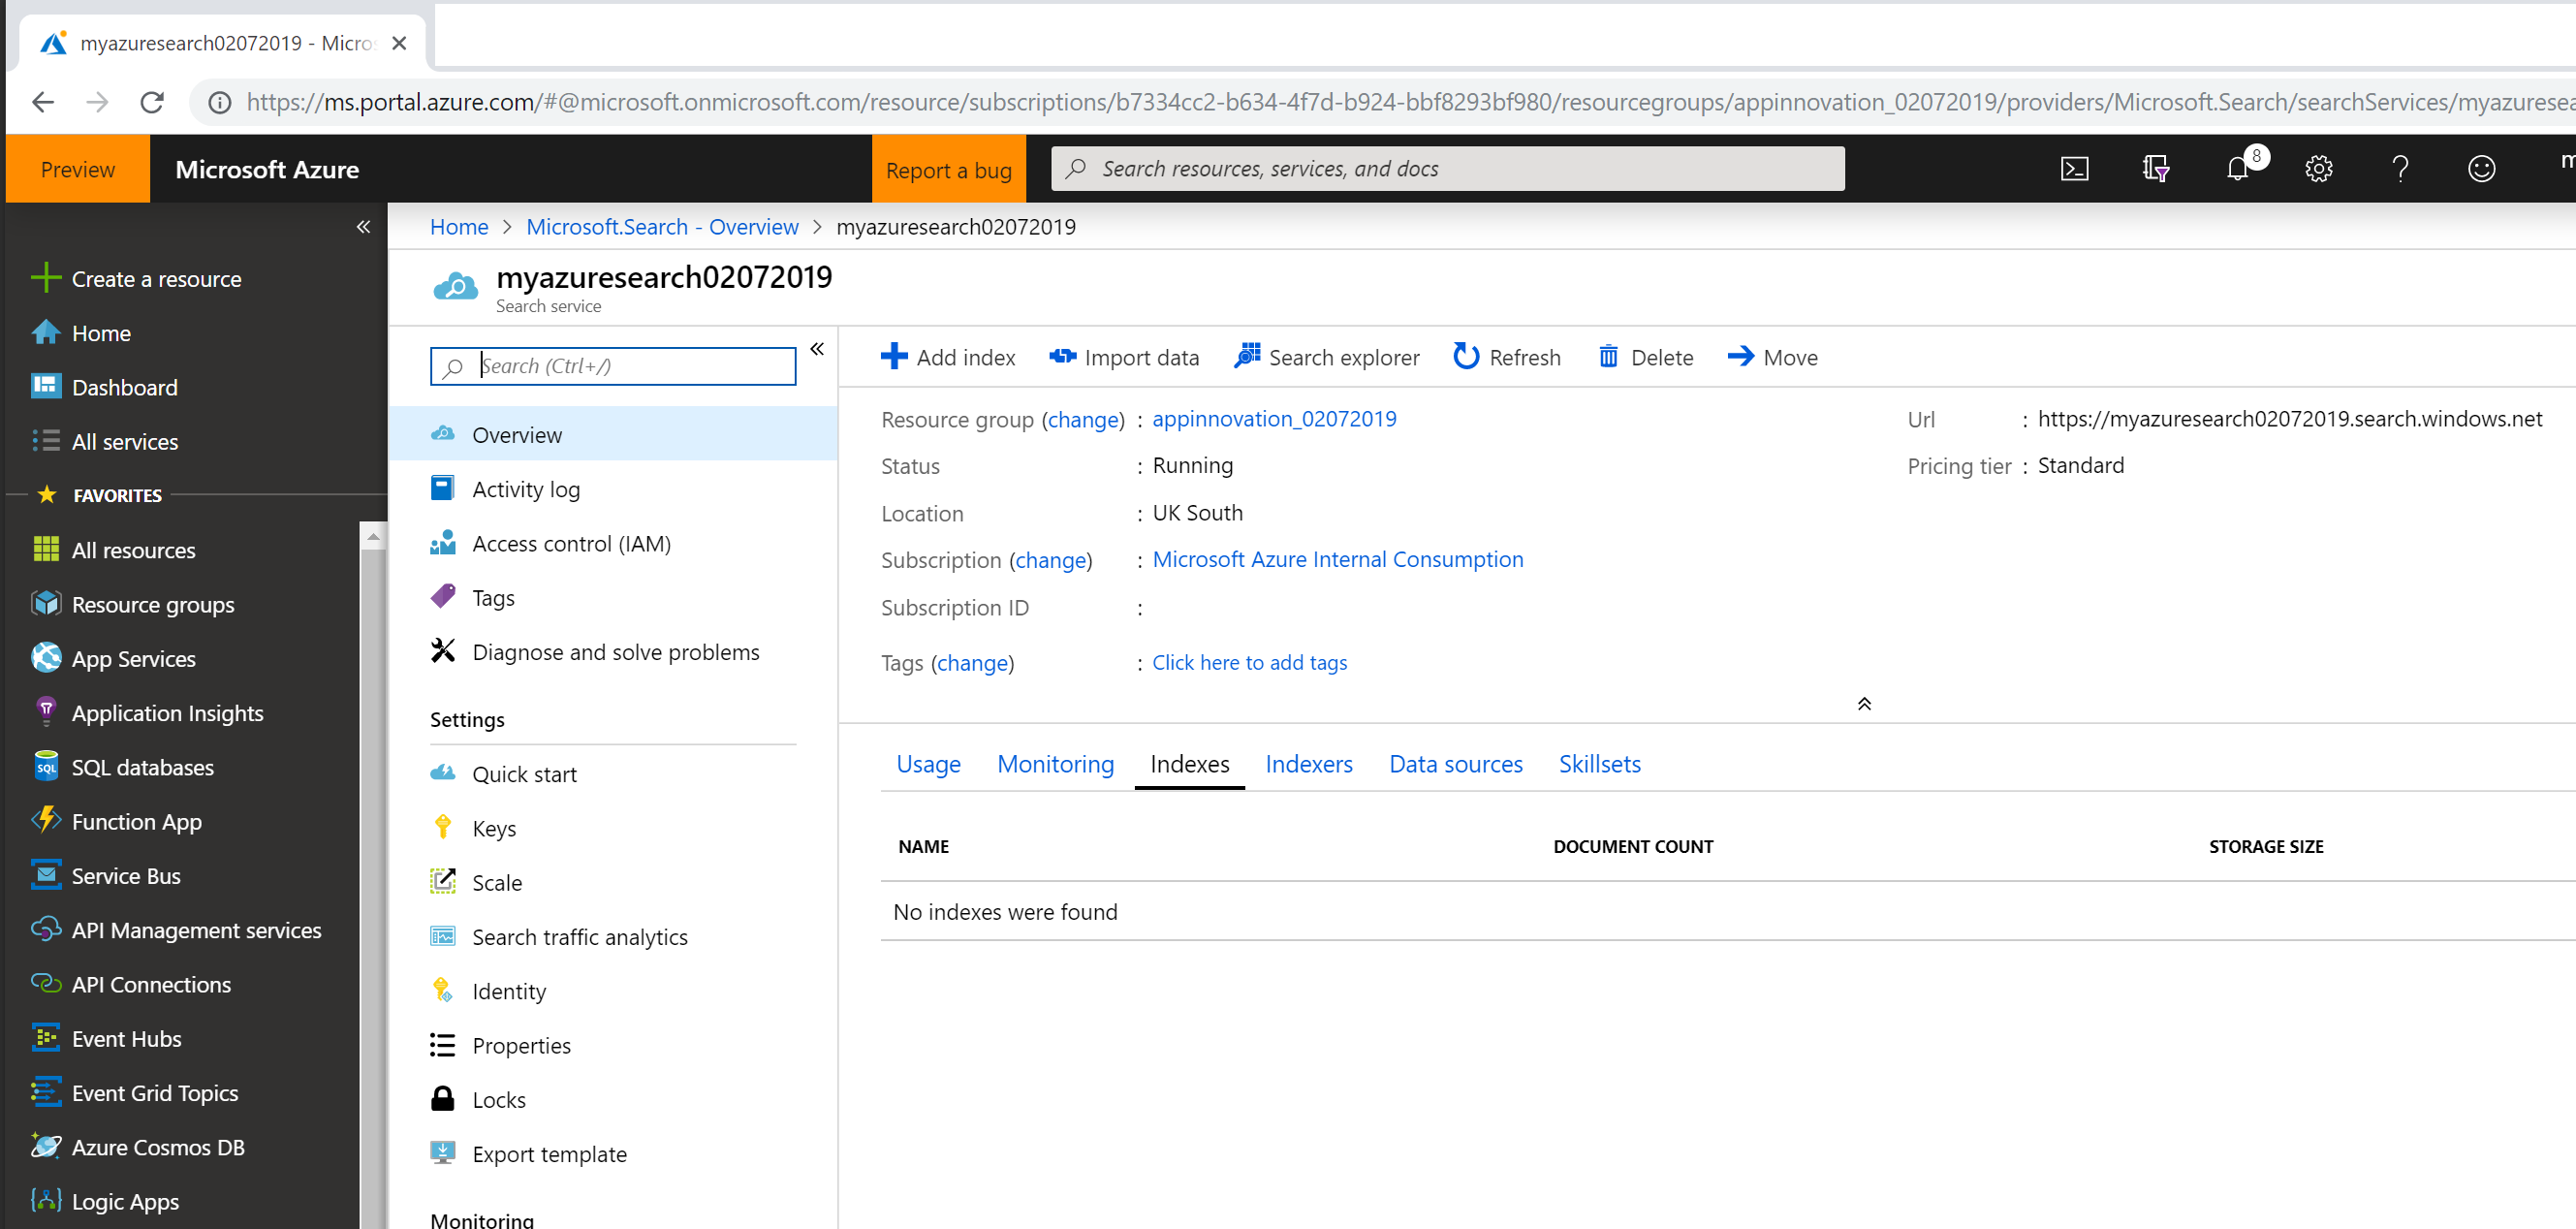 myazuresearch02072019 - Micros
https://ms.portal.azure.com/#@microsoft.onmicrosoft.com/resource/subscriptions/b7334cc2-b634-4f7d-b924-bbf8293bf980/resourcegroups/appinnovation_02072019/providers/Microsoft.Search/searchServices/myazuresea
Preview
Microsoft Azure
Report a bug
Search resources, services, and docs
8
m
Home > Microsoft.Search - Overview > myazuresearch02072019
myazuresearch02072019
Search service
Create a resource
Home
Dashboard
All services
FAVORITES
All resources
Resource groups
App Services
Application Insights
SQL databases
Function App
Service Bus
API Management services
API Connections
Event Hubs
Event Grid Topics
Azure Cosmos DB
Logic Apps
Search (Ctrl+/)
Overview
Activity log
Access control (IAM)
Tags
Diagnose and solve problems
Settings
Quick start
Keys
Scale
Search traffic analytics
Identity
Properties
Locks
Export template
Monitoring
Add index
Import data
Search explorer
Refresh
Delete
Move
Resource group (change) : appinnovation_02072019
Status : Running
Location : UK South
Subscription (change) : Microsoft Azure Internal Consumption
Subscription ID :
Tags (change) : Click here to add tags
Url : https://myazuresearch02072019.search.windows.net
Pricing tier : Standard
Usage
Monitoring
Indexes
Indexers
Data sources
Skillsets
NAME
DOCUMENT COUNT
STORAGE SIZE
No indexes were found